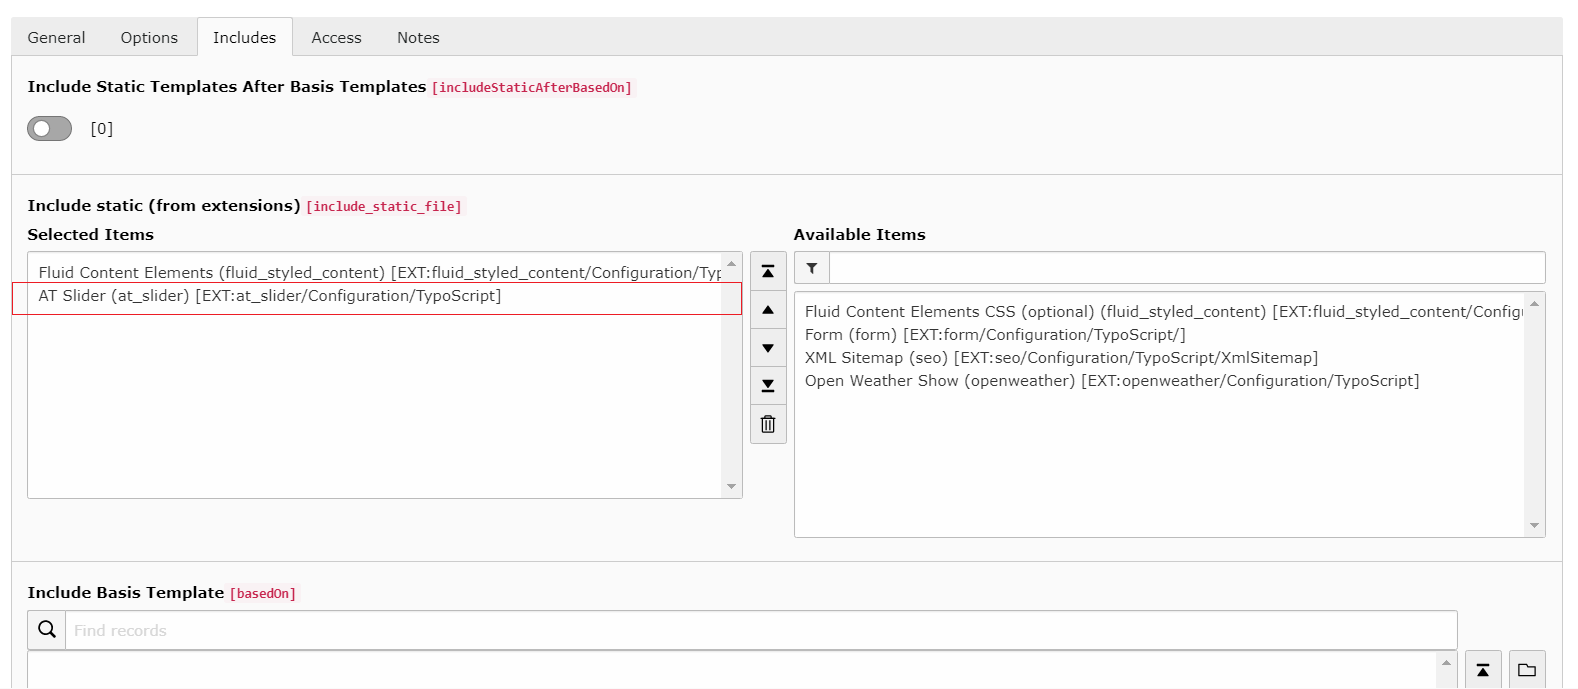 General Options Includes Access Notes
Include Static Templates After Basis Templates [includeStaticAfterBasedOn]
[0]
Include static (from extensions) [include_static_file]
Selected Items
Fluid Content Elements (fluid_styled_content) [EXT:fluid_styled_content/Configuration/Typ
AT Slider (at_slider) [EXT:at_slider/Configuration/TypoScript]
Available Items
Fluid Content Elements CSS (optional) (fluid_styled_content) [EXT:fluid_styled_content/Configu
Form (form) [EXT:form/Configuration/TypoScript/]
XML Sitemap (seo) [EXT:seo/Configuration/TypoScript/XmlSitemap]
Open Weather Show (openweather) [EXT:openweather/Configuration/TypoScript]
Include Basis Template [basedOn]
Find records